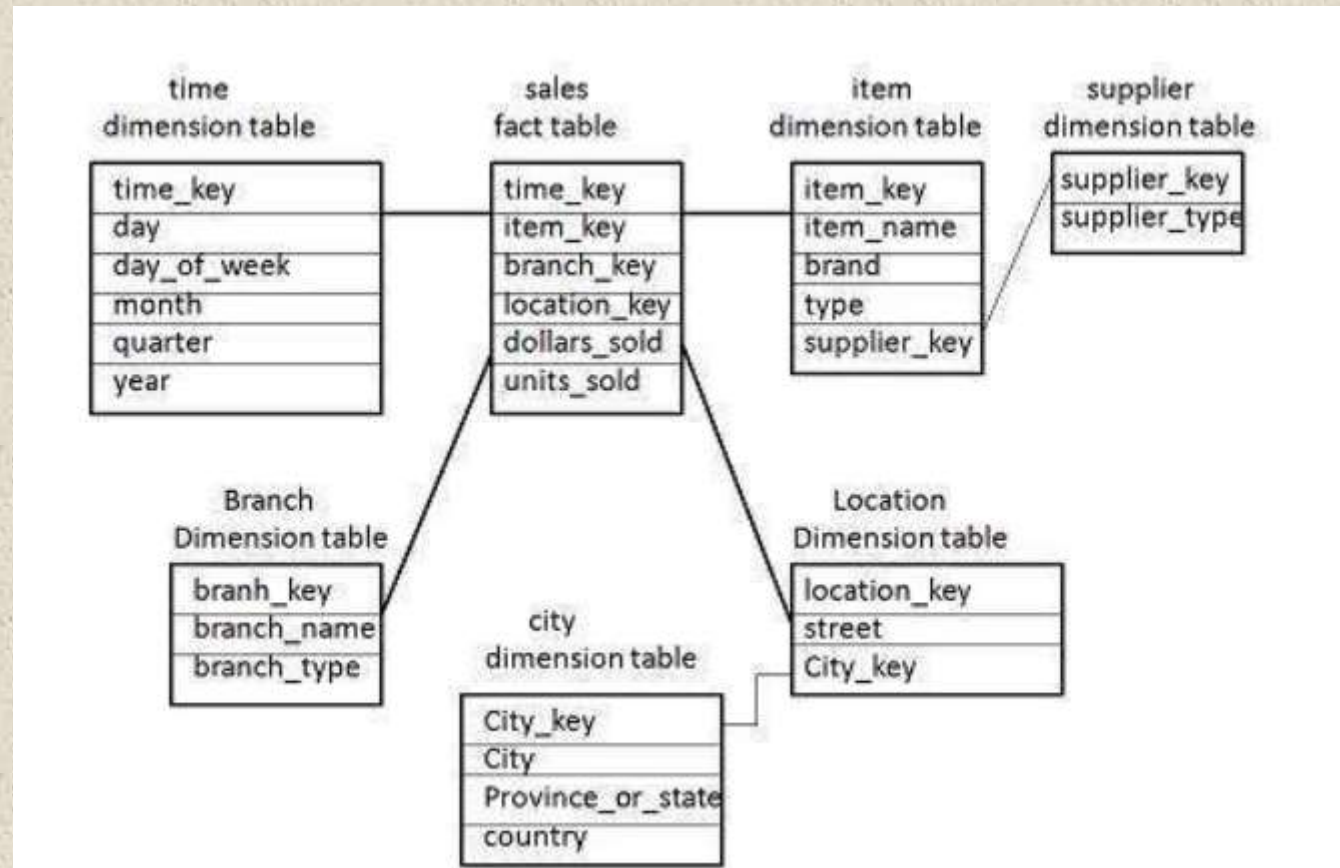 time
dimension table
time_key
day
day_of_week
month
quarter
year
sales
fact table
time_key
item_key
branch_key
location_key
dollars_sold
units_sold
item
dimension table
item_key
item_name
brand
type
supplier_key
supplier
dimension table
supplier_key
supplier_type
Branch
Dimension table
branh_key
branch_name
branch_type
city
dimension table
City_key
City
Province_or_state
country
Location
Dimension table
location_key
street
City_key